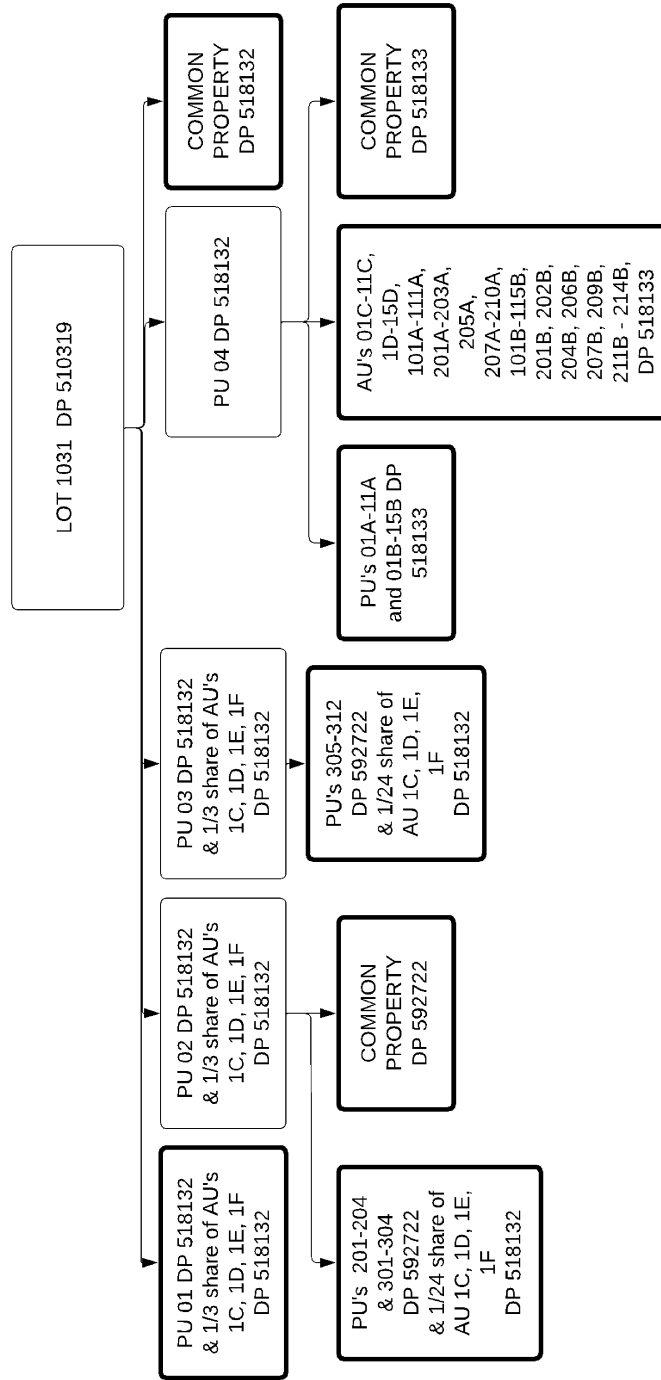 LOT 1031 DP 510319
PU 01 DP 518132
& 1/3 share of AU's
1C, 1D, 1E, 1F
DP 518132
PU 02 DP 518132
& 1/3 share of AU's
1C, 1D, 1E, 1F
DP 518132
PU 03 DP 518132
& 1/3 share of AU's
1C, 1D, 1E, 1F
DP 518132
PU 04 DP 518132
COMMON
PROPERTY
DP 518132
PU's 201-204
& 301-304
DP 592722
& 1/24 share of
AU 1C, 1D, 1E,
1F
DP 518132
COMMON
PROPERTY
DP 592722
PU's 305-312
DP 592722
& 1/24 share of
AU 1C, 1D, 1E,
1F
DP 518132
PU's 01A-11A
and 01B-15B DP
518133
AU's 01C-11C,
1D-15D,
101A-111A,
201A-203A,
205A,
207A-210A,
101B-115B,
201B, 202B,
204B, 206B,
207B, 209B,
211B - 214B,
DP 518133
COMMON
PROPERTY
DP 518133